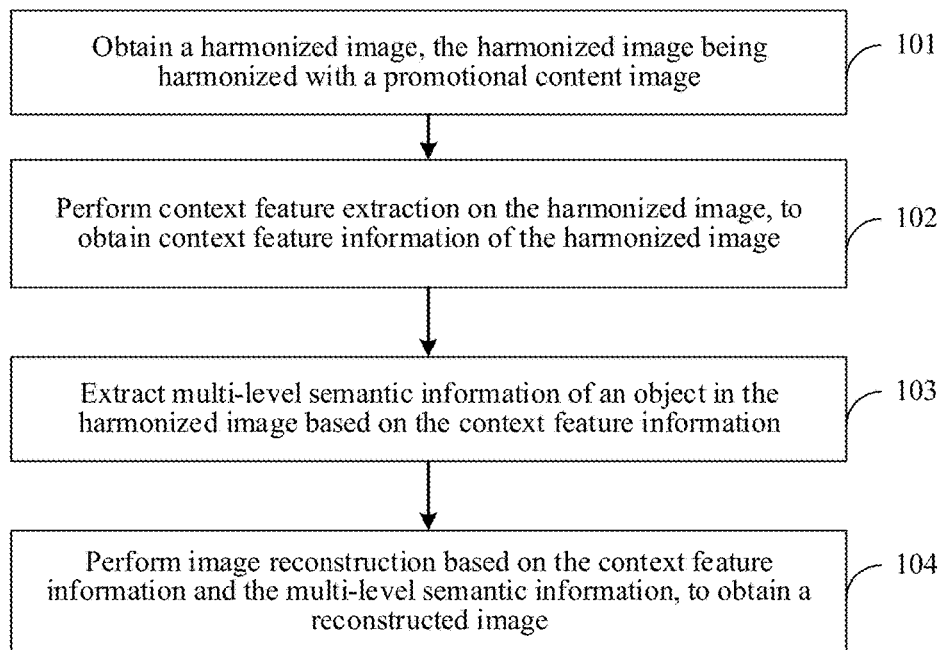 Obtain a harmonized image, the harmonized image being
harmonized with a promotional content image
101
Perform context feature extraction on the harmonized image, to
obtain context feature information of the harmonized image
102
Extract multi-level semantic information of an object in the
harmonized image based on the context feature information
103
Perform image reconstruction based on the context feature
information and the multi-level semantic information, to obtain a
reconstructed image
104